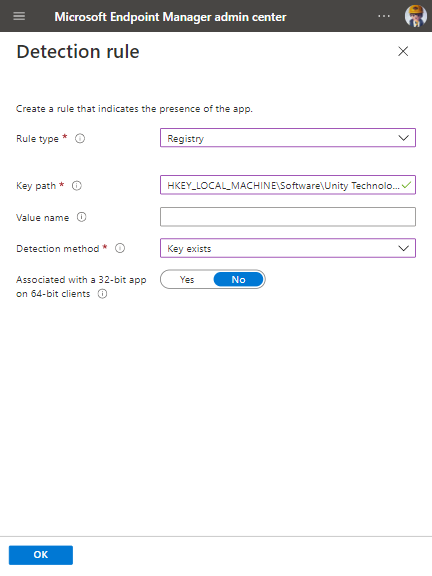 Microsoft Endpoint Manager admin center
Detection rule
Create a rule that indicates the presence of the app.
Rule type *
Registry
Key path *
HKEY_LOCAL_MACHINE\Software\Unity Technolo...
Value name
Detection method *
Key exists
Associated with a 32-bit app
on 64-bit clients
Yes
No
OK